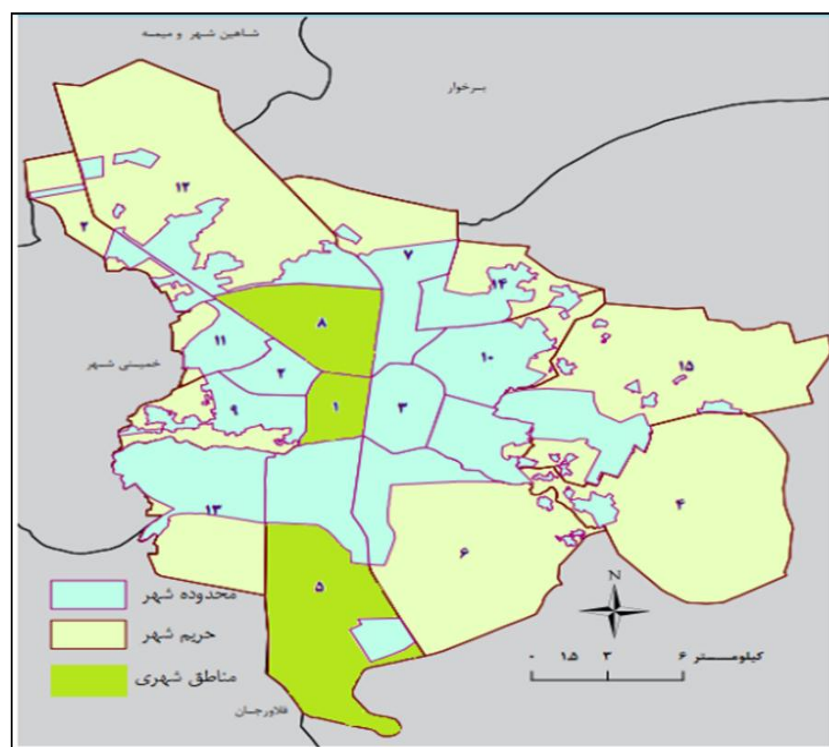 شاهین شهر و میمه
برخوار
۱۲
۲
۷
۱۴
۸
۱۱
خمینی شهر
۲
۱۰
۱۵
۹
۱
۳
۱۳
۴
۶
۵
N
محدوده شهر
حریم شهر
مناطق شهری
۰ ۱.۵ ۳ ۶ کیلومستر
فلاورجان